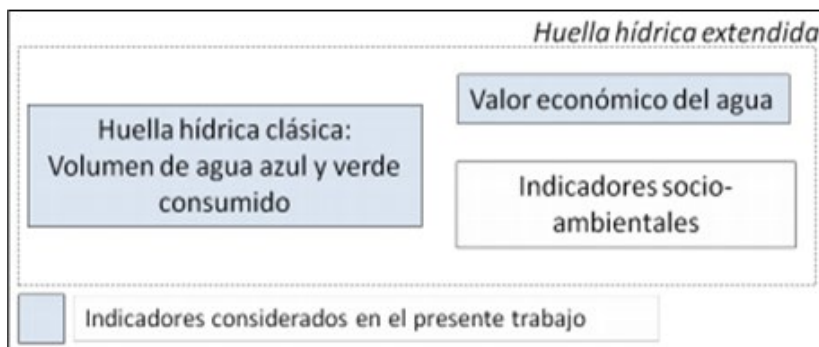 Huella hídrica extendida
Huella hídrica clásica:
Volumen de agua azul y verde
consumido
Valor económico del agua
Indicadores socio-
ambientales
Indicadores considerados en el presente trabajo